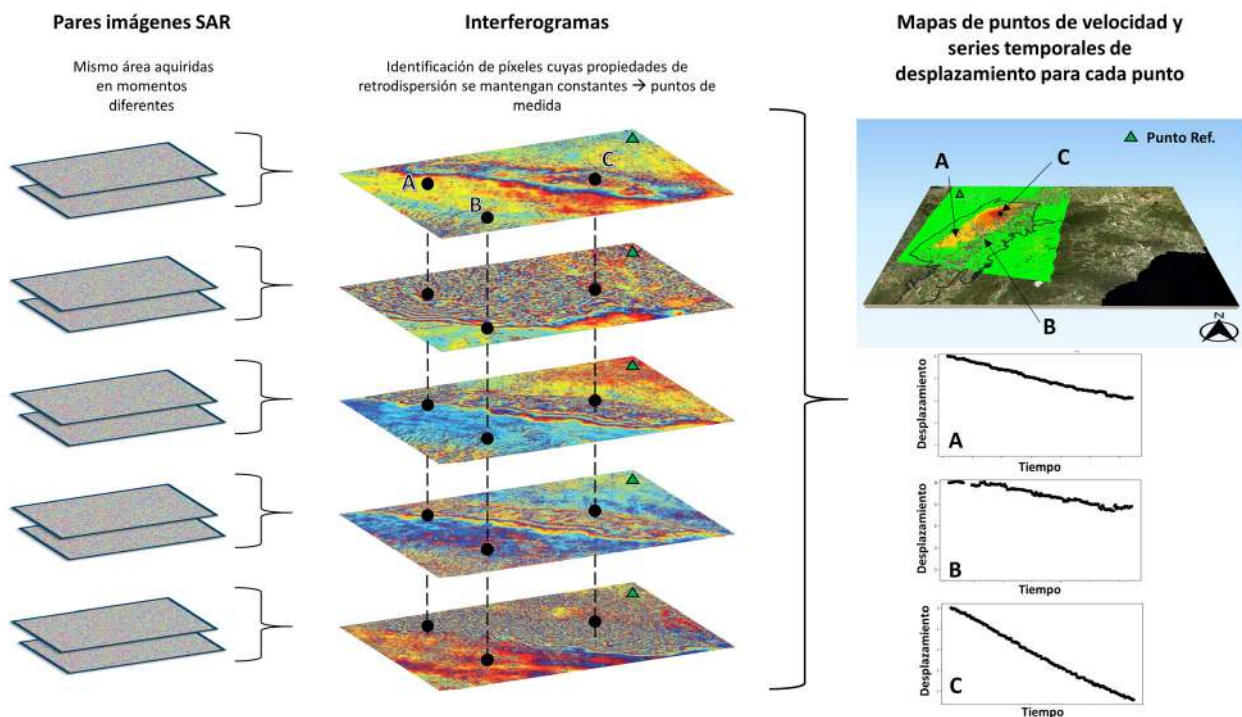 Pares imágenes SAR
Mismo área aquiridas
en momentos
diferentes
Interferogramas
Identificación de píxeles cuyas propiedades de
retrodispersión se mantengan constantes → puntos de
medida
A
B
C
Mapas de puntos de velocidad y
series temporales de
desplazamiento para cada punto
Punto Ref.
A
C
B
N
Desplazamiento
A
Tiempo
Desplazamiento
B
Tiempo
Desplazamiento
C
Tiempo